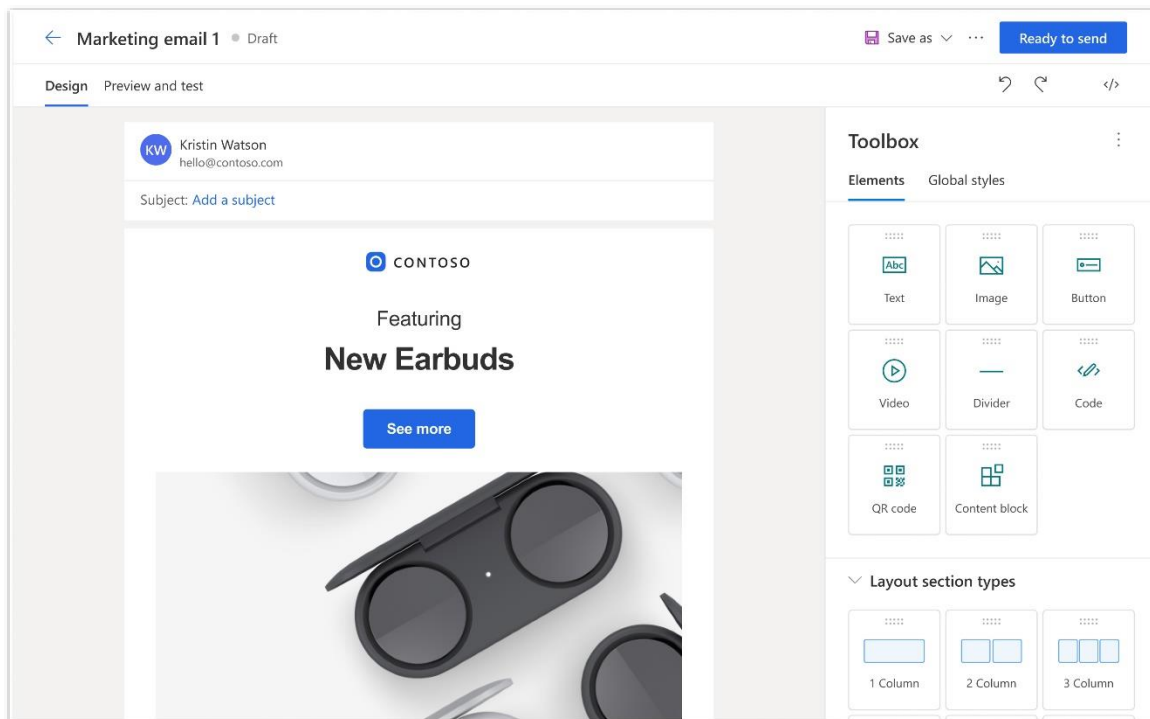 Marketing email 1 Draft
Save as
Ready to send
Design Preview and test
</>
KW
Kristin Watson
hello@contoso.com
Subject: Add a subject
CONTOSO
Featuring
New Earbuds
See more
Toolbox
Elements Global styles
Abc
Text Image Button
Video Divider Code
QR code Content block
Layout section types
1 Column 2 Column 3 Column